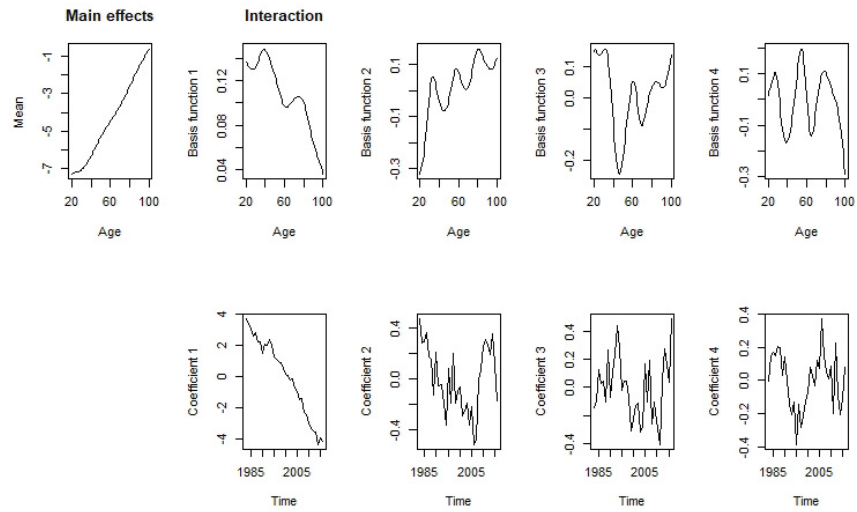 Main effects
Interaction
Mean
-1
-3
-5
-7
20 60 100
Age
Basis function 1
0.12
0.08
0.04
20 60 100
Age
Basis function 2
0.1
-0.1
-0.3
20 60 100
Age
Basis function 3
0.1
0.0
-0.2
20 60 100
Age
Basis function 4
0.1
-0.1
-0.3
20 60 100
Age
Coefficient 1
4
2
0
-2
-4
1985 2005
Time
Coefficient 2
0.4
0.0
-0.4
1985 2005
Time
Coefficient 3
0.4
0.2
0.0
-0.4
1985 2005
Time
Coefficient 4
0.4
0.2
0.0
-0.4
1985 2005
Time